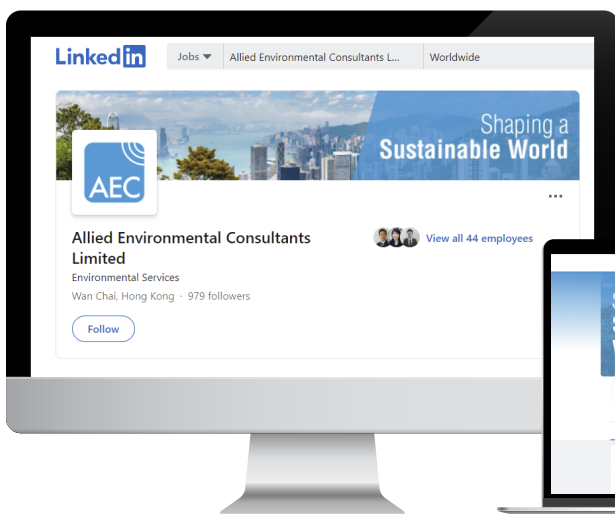 Linked in
Jobs Allied Environmental Consultants L... Worldwide
Shaping a
Sustainable World
AEC
Allied Environmental Consultants
Limited
View all 44 employees
Environmental Services
Wan Chai, Hong Kong · 979 followers
Follow